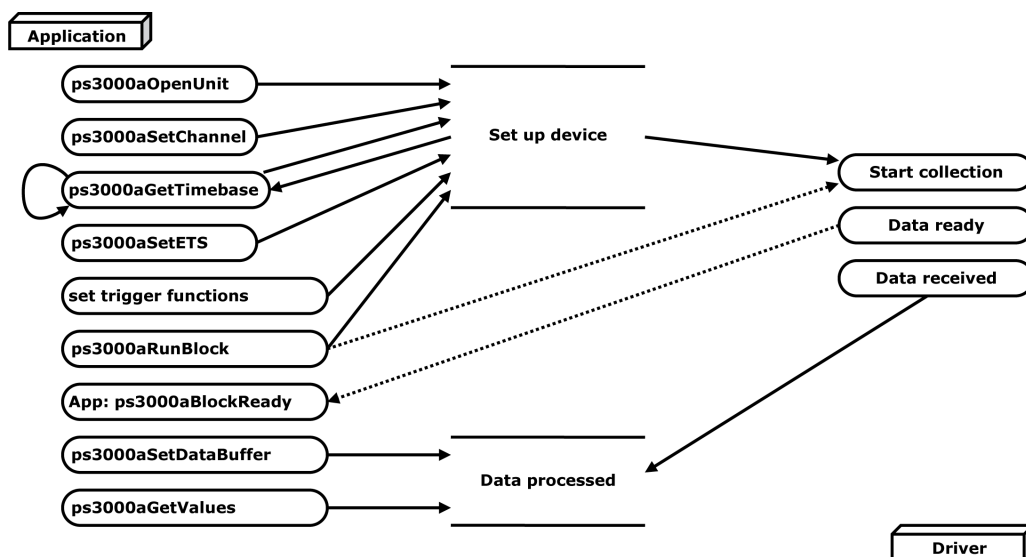 Application
ps3000aOpenUnit
ps3000aSetChannel
ps3000aGetTimebase
ps3000aSetETS
set trigger functions
ps3000aRunBlock
App: ps3000aBlockReady
ps3000aSetDataBuffer
ps3000aGetValues
Set up device
Data processed
Start collection
Data ready
Data received
Driver